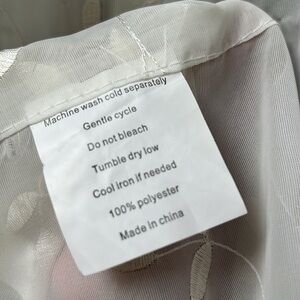 Machine wash cold separately
Gentle cycle
Do not bleach
Tumble dry low
Cool iron if needed
100% polyester
Made in china